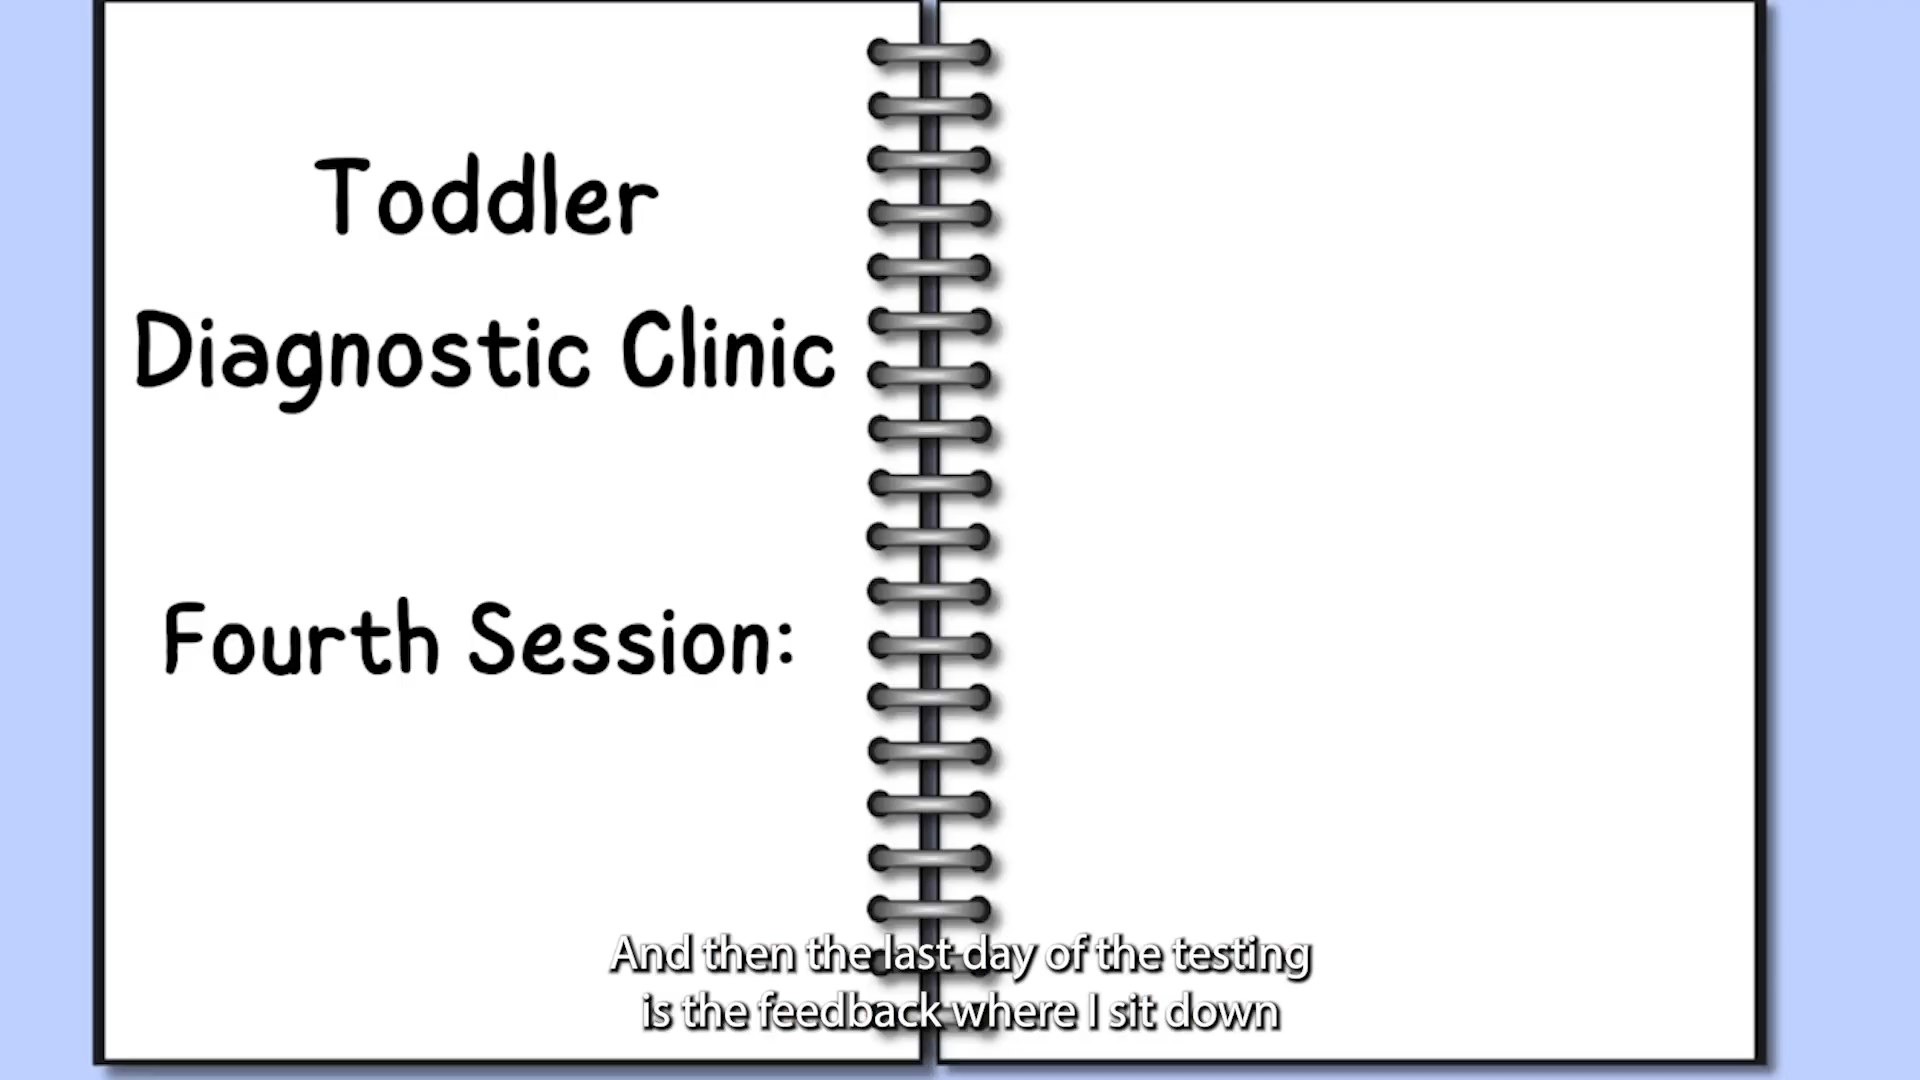 Toddler
Diagnostic Clinic
Fourth Session:
And then the last day of the testing
is the feedback where I sit down